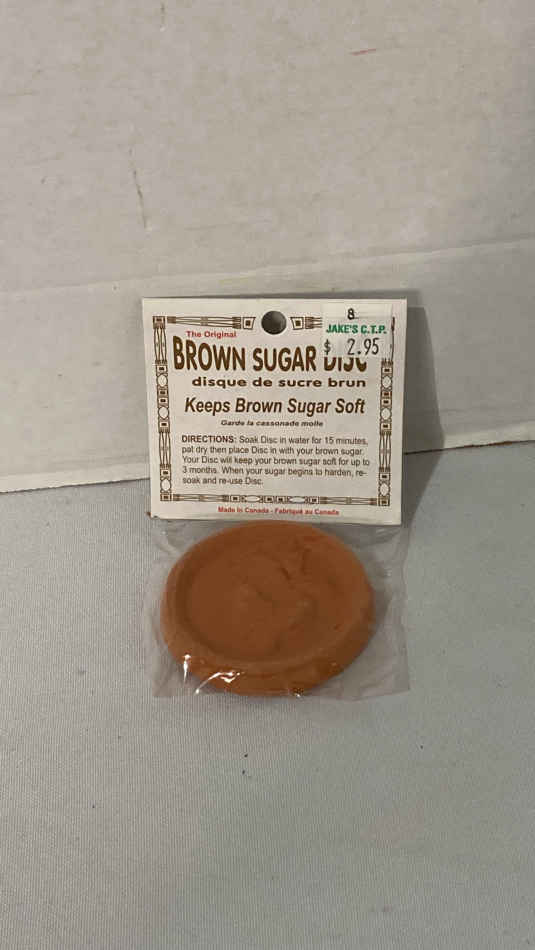 8
JAKE'S C.T.P.
$ 2.95
The Original
BROWN SUGAR DISC
disque de sucre brun
Keeps Brown Sugar Soft
Garde la cassonade molle
DIRECTIONS: Soak Disc in water for 15 minutes,
pat dry then place Disc in with your brown sugar.
Your Disc will keep your brown sugar soft for up to
3 months. When your sugar begins to harden, re-
soak and re-use Disc.
Made in Canada - Fabriqué au Canada